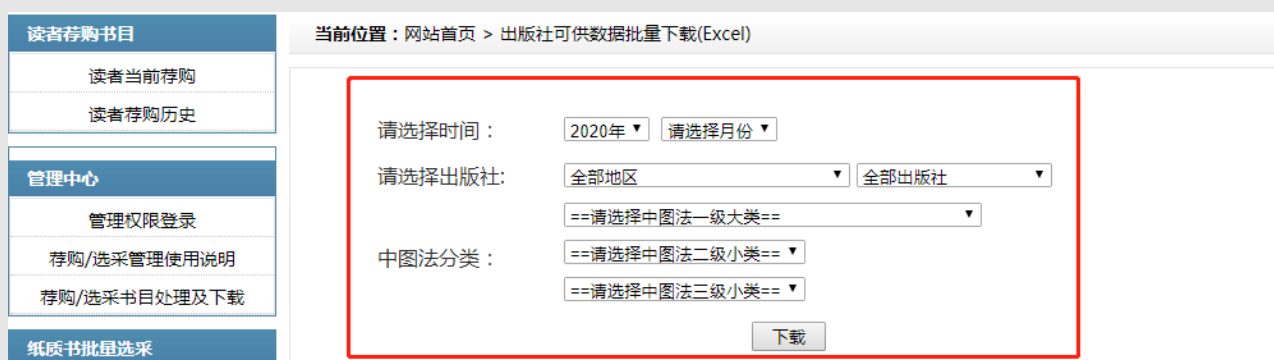 读者荐购书目
读者当前荐购
读者荐购历史
管理中心
管理权限登录
荐购/选采管理使用说明
荐购/选采书目处理及下载
纸质书批量选采
当前位置：网站首页 > 出版社可供数据批量下载(Excel)
请选择时间： 2020年 请选择月份
请选择出版社: 全部地区 全部出版社
==请选择中图法一级大类==
中图法分类： ==请选择中图法二级小类==
==请选择中图法三级小类==
下载